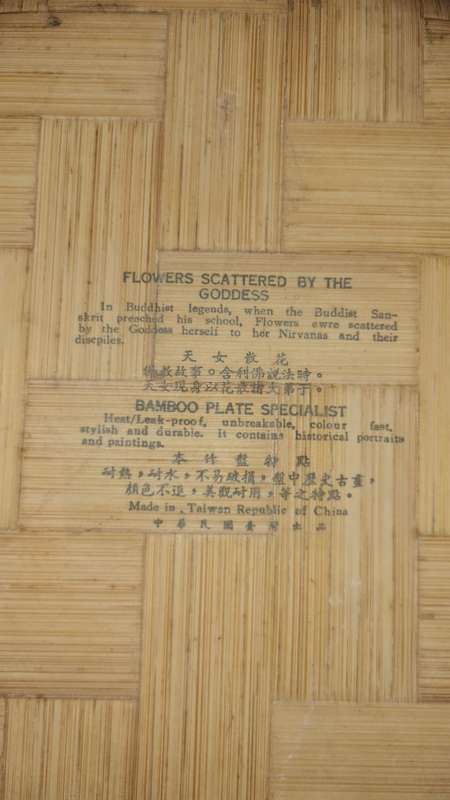 FLOWERS SCATTERED BY THE
GODDESS
In Buddhist legends, when the Buddist San-
skrit preached his school, Flowers ewre scattered
by the Goddess herself to her Nirvanas and their
discpiles.
天女散花
佛教故事。舍利佛說法時。
天女現身以花散諸大弟子。
BAMBOO PLATE SPECIALIST
Heat/Leak-proof, unbreakable, colour fast,
stylish and durable. it contains historical portraits
and paintings.
本竹盤特點
耐熱，耐水，不易破損，盤中歷史古畫，
顏色不退，美觀耐用，等之特點。
Made in Taiwan Republic of China
中華民國臺灣出品